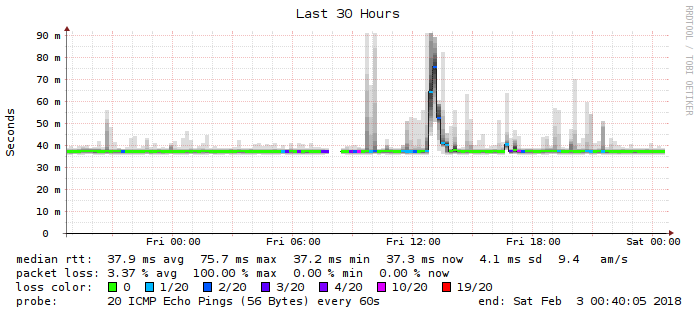 Last 30 Hours
RRDTOOL / TOBI OETIKER
Seconds
90 m
80 m
70 m
60 m
50 m
40 m
30 m
20 m
10 m
0
Fri 00:00 Fri 06:00 Fri 12:00 Fri 18:00 Sat 00:00
median rtt: 37.9 ms avg 75.7 ms max 37.2 ms min 37.3 ms now 4.1 ms sd 9.4 am/s
packet loss: 3.37 % avg 100.00 % max 0.00 % min 0.00 % now
loss color: 0 1/20 2/20 3/20 4/20 10/20 19/20
probe: 20 ICMP Echo Pings (56 Bytes) every 60s end: Sat Feb 3 00:40:05 2018